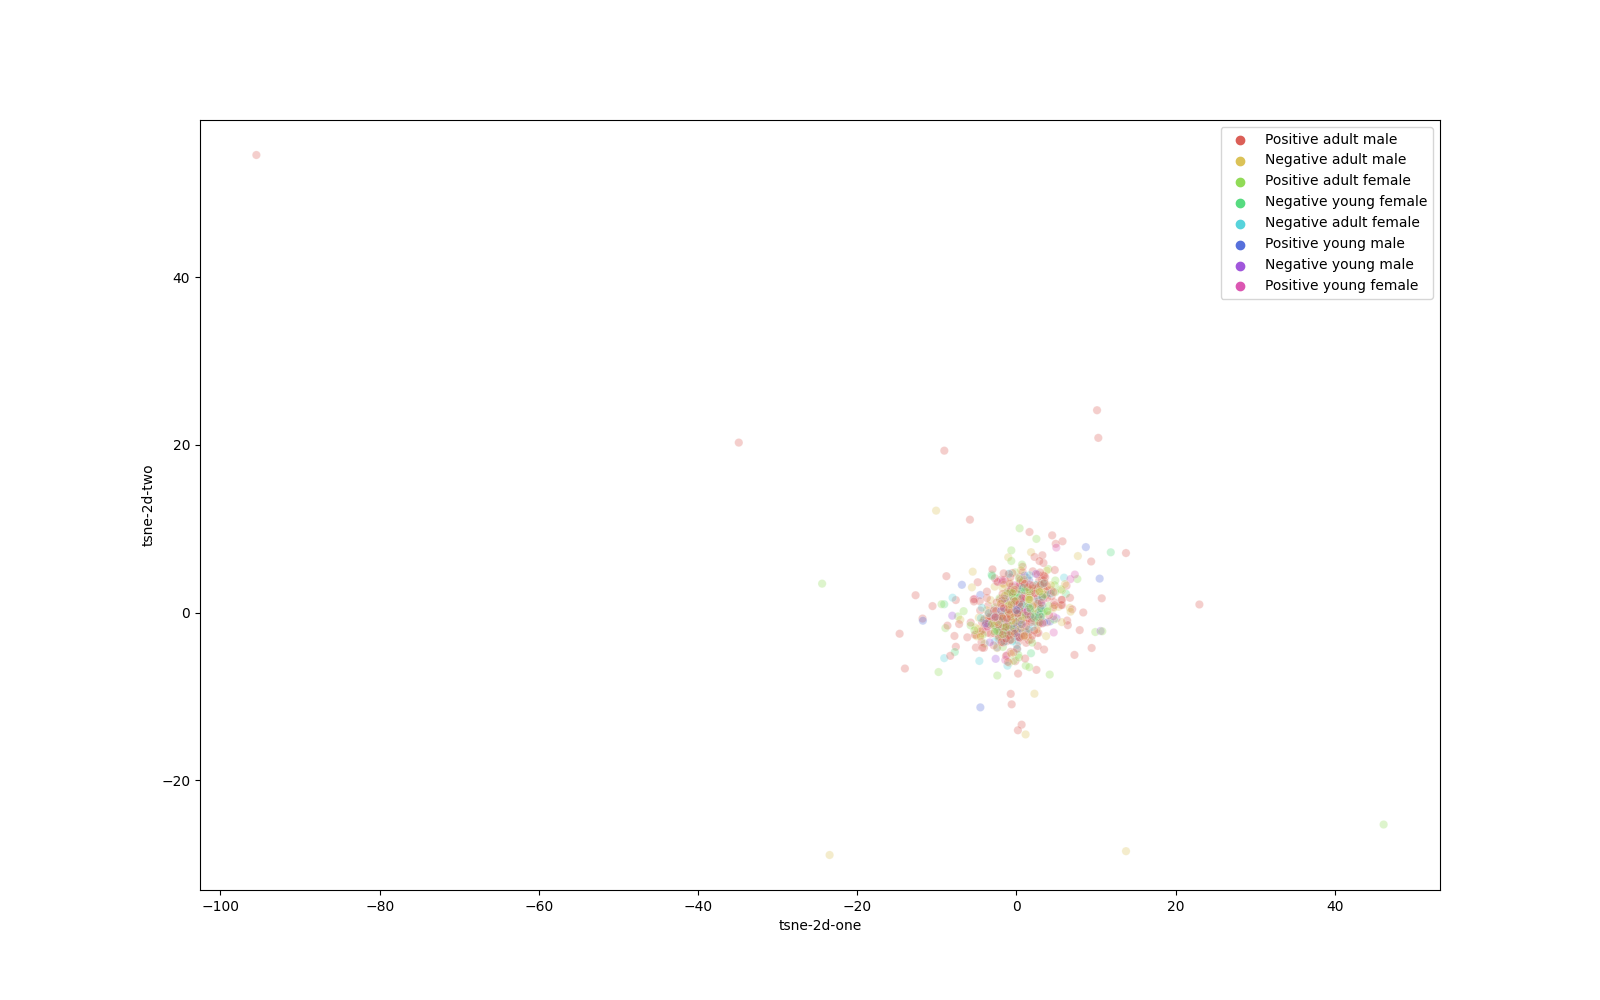 Positive adult male
Negative adult male
Positive adult female
Negative young female
Negative adult female
Positive young male
Negative young male
Positive young female
40
20
0
−20
tsne-2d-two
−100
−80
−60
−40
−20
0
20
40
tsne-2d-one